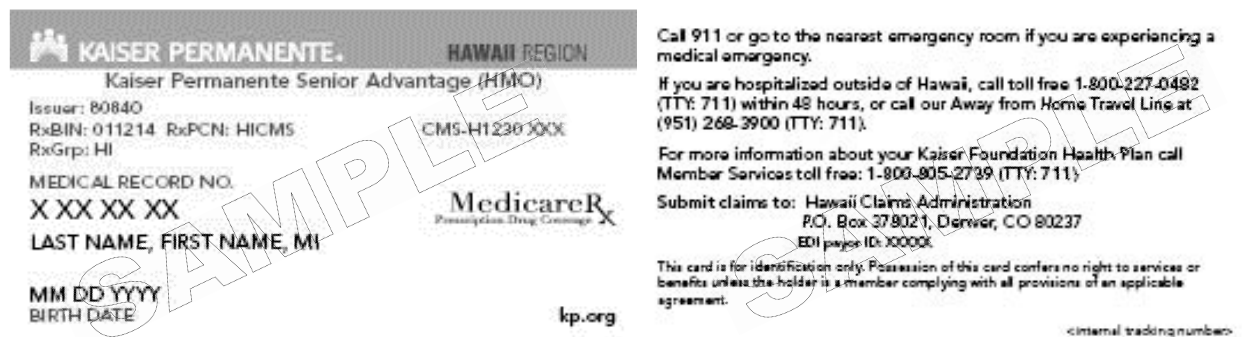 KAISER PERMANENTE.
HAWAII REGION
Kaiser Permanente Senior Advantage (HMO)
Issuer: 80840
RxBIN: 011214 RxPCN: HICMS
CMS-H1230 XXX
RxGrp: HI
MEDICAL RECORD NO.
X XX XX XX
MedicareRx
Prescription Drug Coverage
LAST NAME, FIRST NAME, MI
MM DD YYYY
BIRTH DATE
kp.org
SAMPLE
Call 911 or go to the nearest emergency room if you are experiencing a
medical emergency.
If you are hospitalized outside of Hawaii, call toll free 1-800-227-0482
(TTY: 711) within 48 hours, or call our Away from Home Travel Line at
(951) 268-3900 (TTY: 711).
For more information about your Kaiser Foundation Health Plan call
Member Services toll free: 1-800-805-2739 (TTY: 711)
Submit claims to: Hawaii Claims Administration
P.O. Box 378021, Denver, CO 80237
EDI payor ID: XXXXX
This card is for identification only. Possession of this card confers no right to services or
benefits unless the holder is a member complying with all provisions of an applicable
agreement.
<internal tracking number>
SAMPLE